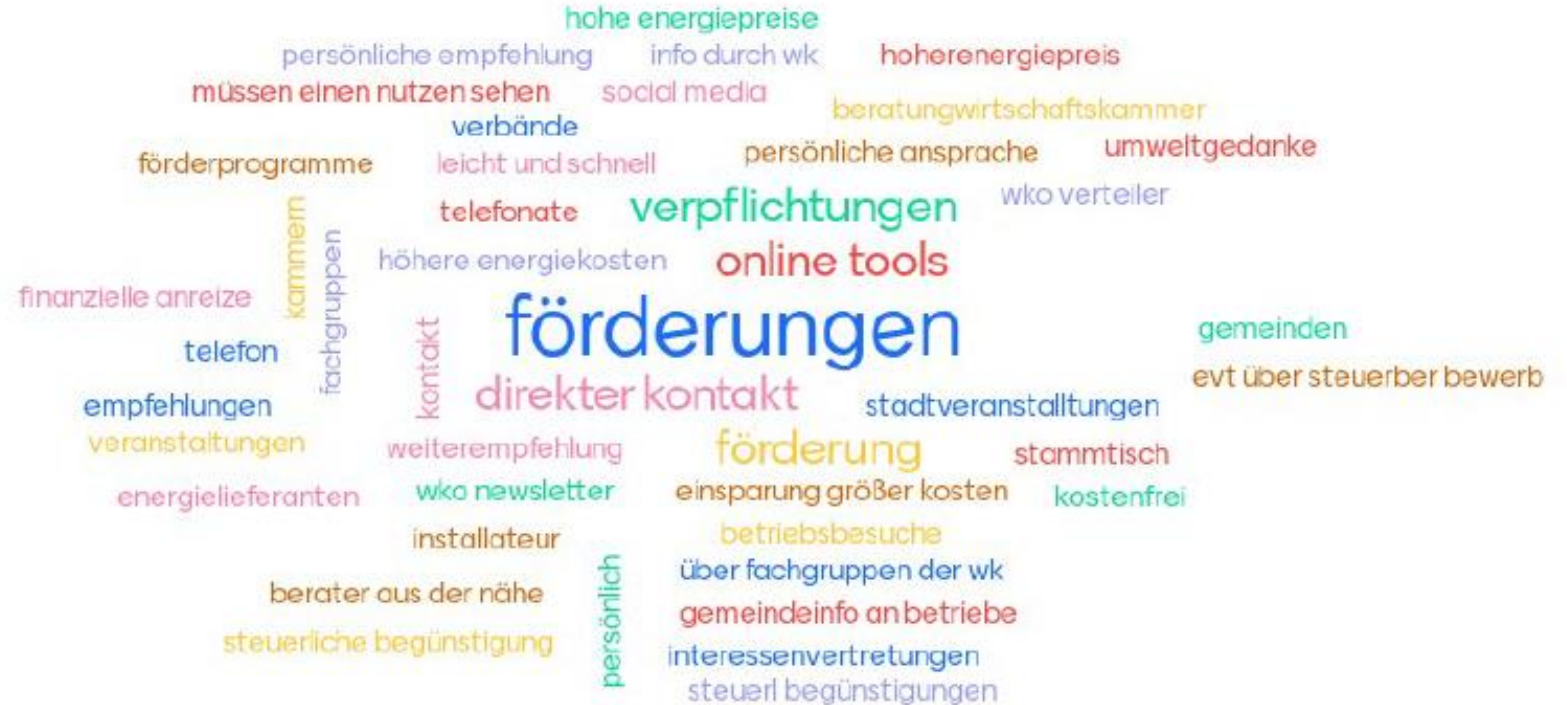 hohe energiepreise
persönliche empfehlung
info durch wk
hoherenergiepreis
müssen einen nutzen sehen
social media
beratungwirtschaftskammer
verbände
persönliche ansprache
umweltgedanke
förderprogramme
leicht und schnell
wko verteiler
kammern
telefonate
verpflichtungen
fachgruppen
höhere energiekosten
online tools
finanzielle anreize
förderungen
gemeinden
telefon
kontakt
evt über steuerber bewerb
empfehlungen
direkter kontakt
stadtveranstalltungen
veranstaltungen
weiterempfehlung
förderung
stammtisch
energielieferanten
wko newsletter
einsparung größer kosten
kostenfrei
installateur
betriebsbesuche
über fachgruppen der wk
berater aus der nähe
persönlich
gemeindeinfo an betriebe
steuerliche begünstigung
interessenvertretungen
steuerl begünstigungen